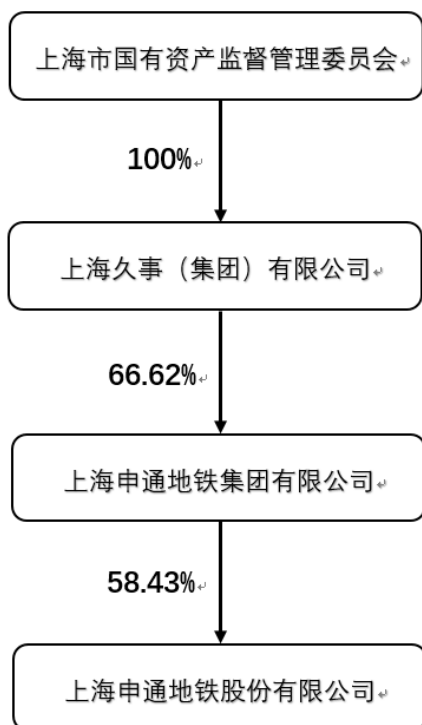 上海市国有资产监督管理委员会
100%
上海久事（集团）有限公司
66.62%
上海申通地铁集团有限公司
58.43%
上海申通地铁股份有限公司